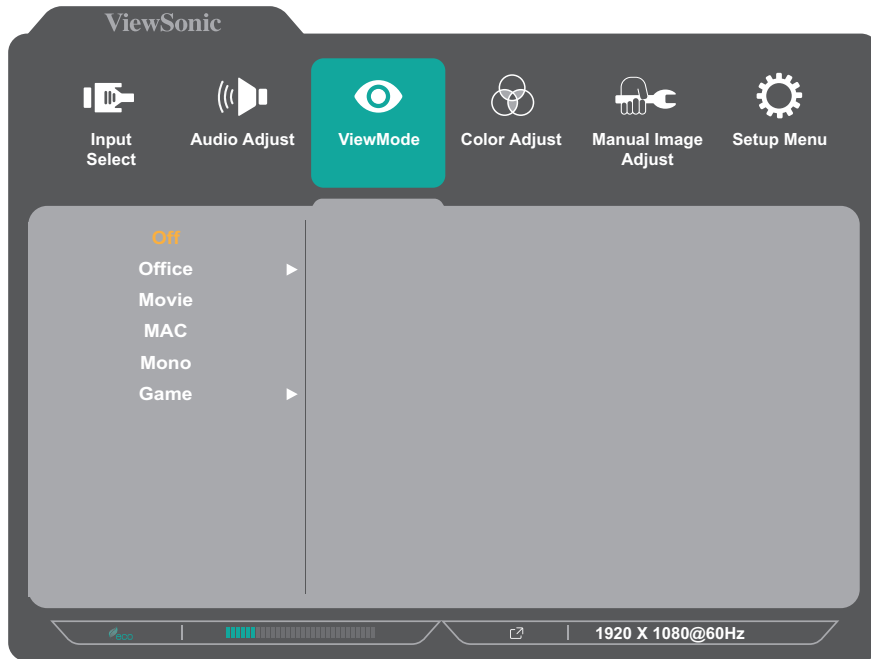 ViewSonic
Input
Select
Audio Adjust
ViewMode
Color Adjust
Manual Image
Adjust
Setup Menu
Off
Office
Movie
MAC
Mono
Game
eco
1920 X 1080@60Hz